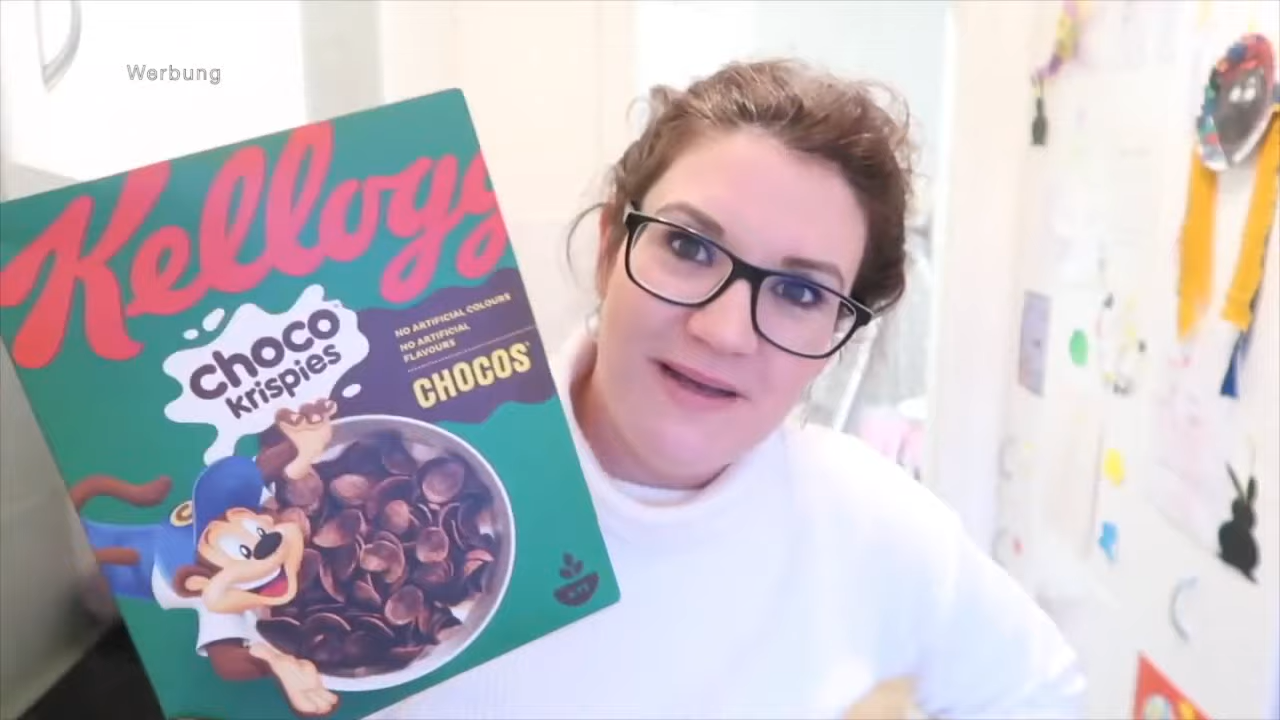 Werbung
Kellogg
choco
krispies
NO ARTIFICIAL COLOURS
NO ARTIFICIAL
FLAVOURS
CHOCOS